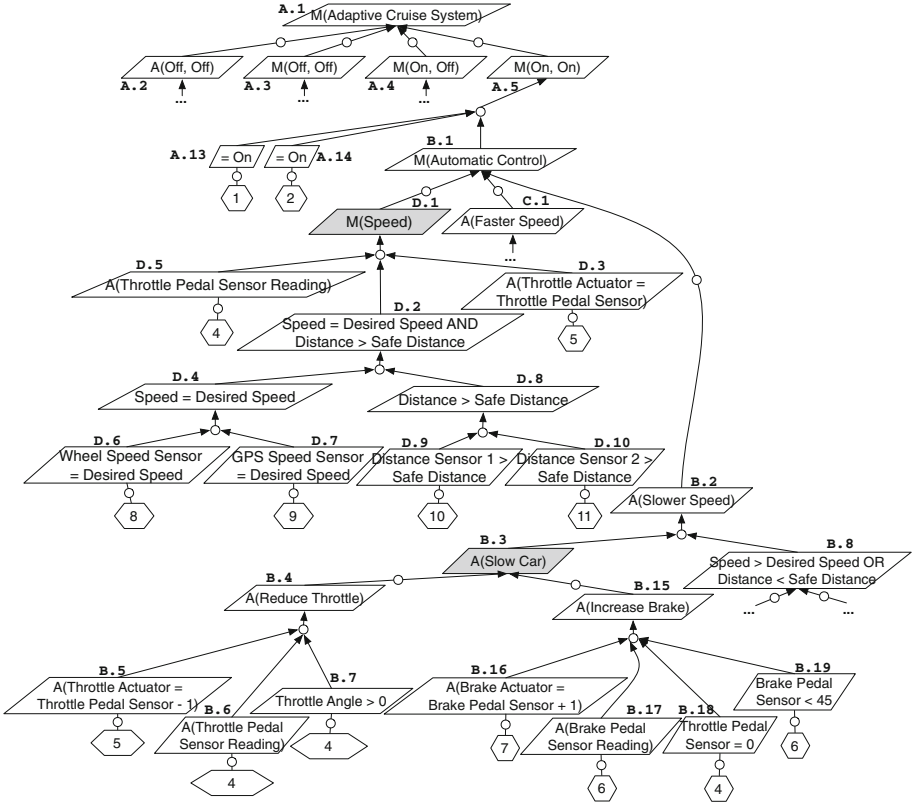 A.1
M(Adaptive Cruise System)
A(Off, Off)
M(Off, Off)
M(On, Off)
M(On, On)
A.2
A.3
A.4
A.5
...
...
...
A.13
= On
= On
A.14
B.1
M(Automatic Control)
1
2
D.1
M(Speed)
C.1
A(Faster Speed)
...
D.5
A(Throttle Pedal Sensor Reading)
D.3
A(Throttle Actuator =
Throttle Pedal Sensor)
4
5
D.2
Speed = Desired Speed AND
Distance > Safe Distance
D.4
Speed = Desired Speed
D.8
Distance > Safe Distance
D.6
Wheel Speed Sensor
= Desired Speed
D.7
GPS Speed Sensor
= Desired Speed
D.9
Distance Sensor 1 >
Safe Distance
D.10
Distance Sensor 2 >
Safe Distance
8
9
10
11
B.2
A(Slower Speed)
B.3
A(Slow Car)
B.8
Speed > Desired Speed OR
Distance < Safe Distance
...
...
B.4
A(Reduce Throttle)
B.15
A(Increase Brake)
B.5
A(Throttle Actuator =
Throttle Pedal Sensor - 1)
B.6
A(Throttle Pedal
Sensor Reading)
B.7
Throttle Angle > 0
B.16
A(Brake Actuator =
Brake Pedal Sensor + 1)
B.17
A(Brake Pedal
Sensor Reading)
B.18
Throttle Pedal
Sensor = 0
B.19
Brake Pedal
Sensor < 45
5
4
4
7
6
4
6